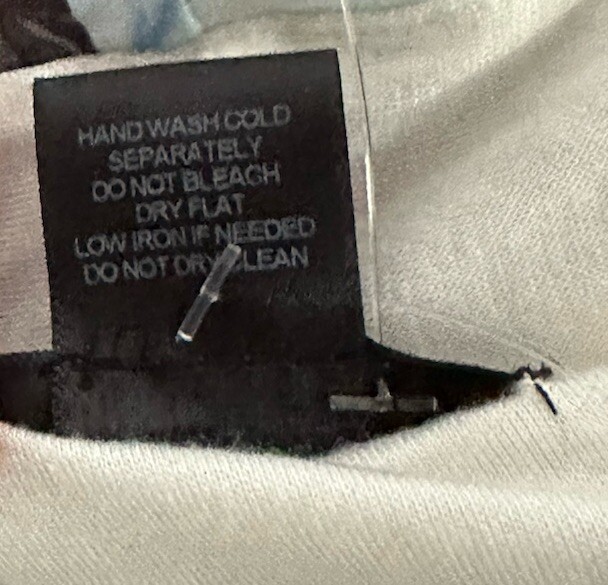 HAND WASH COLD
SEPARATELY
DO NOT BLEACH
DRY FLAT
LOW IRON IF NEEDED
DO NOT DRY CLEAN